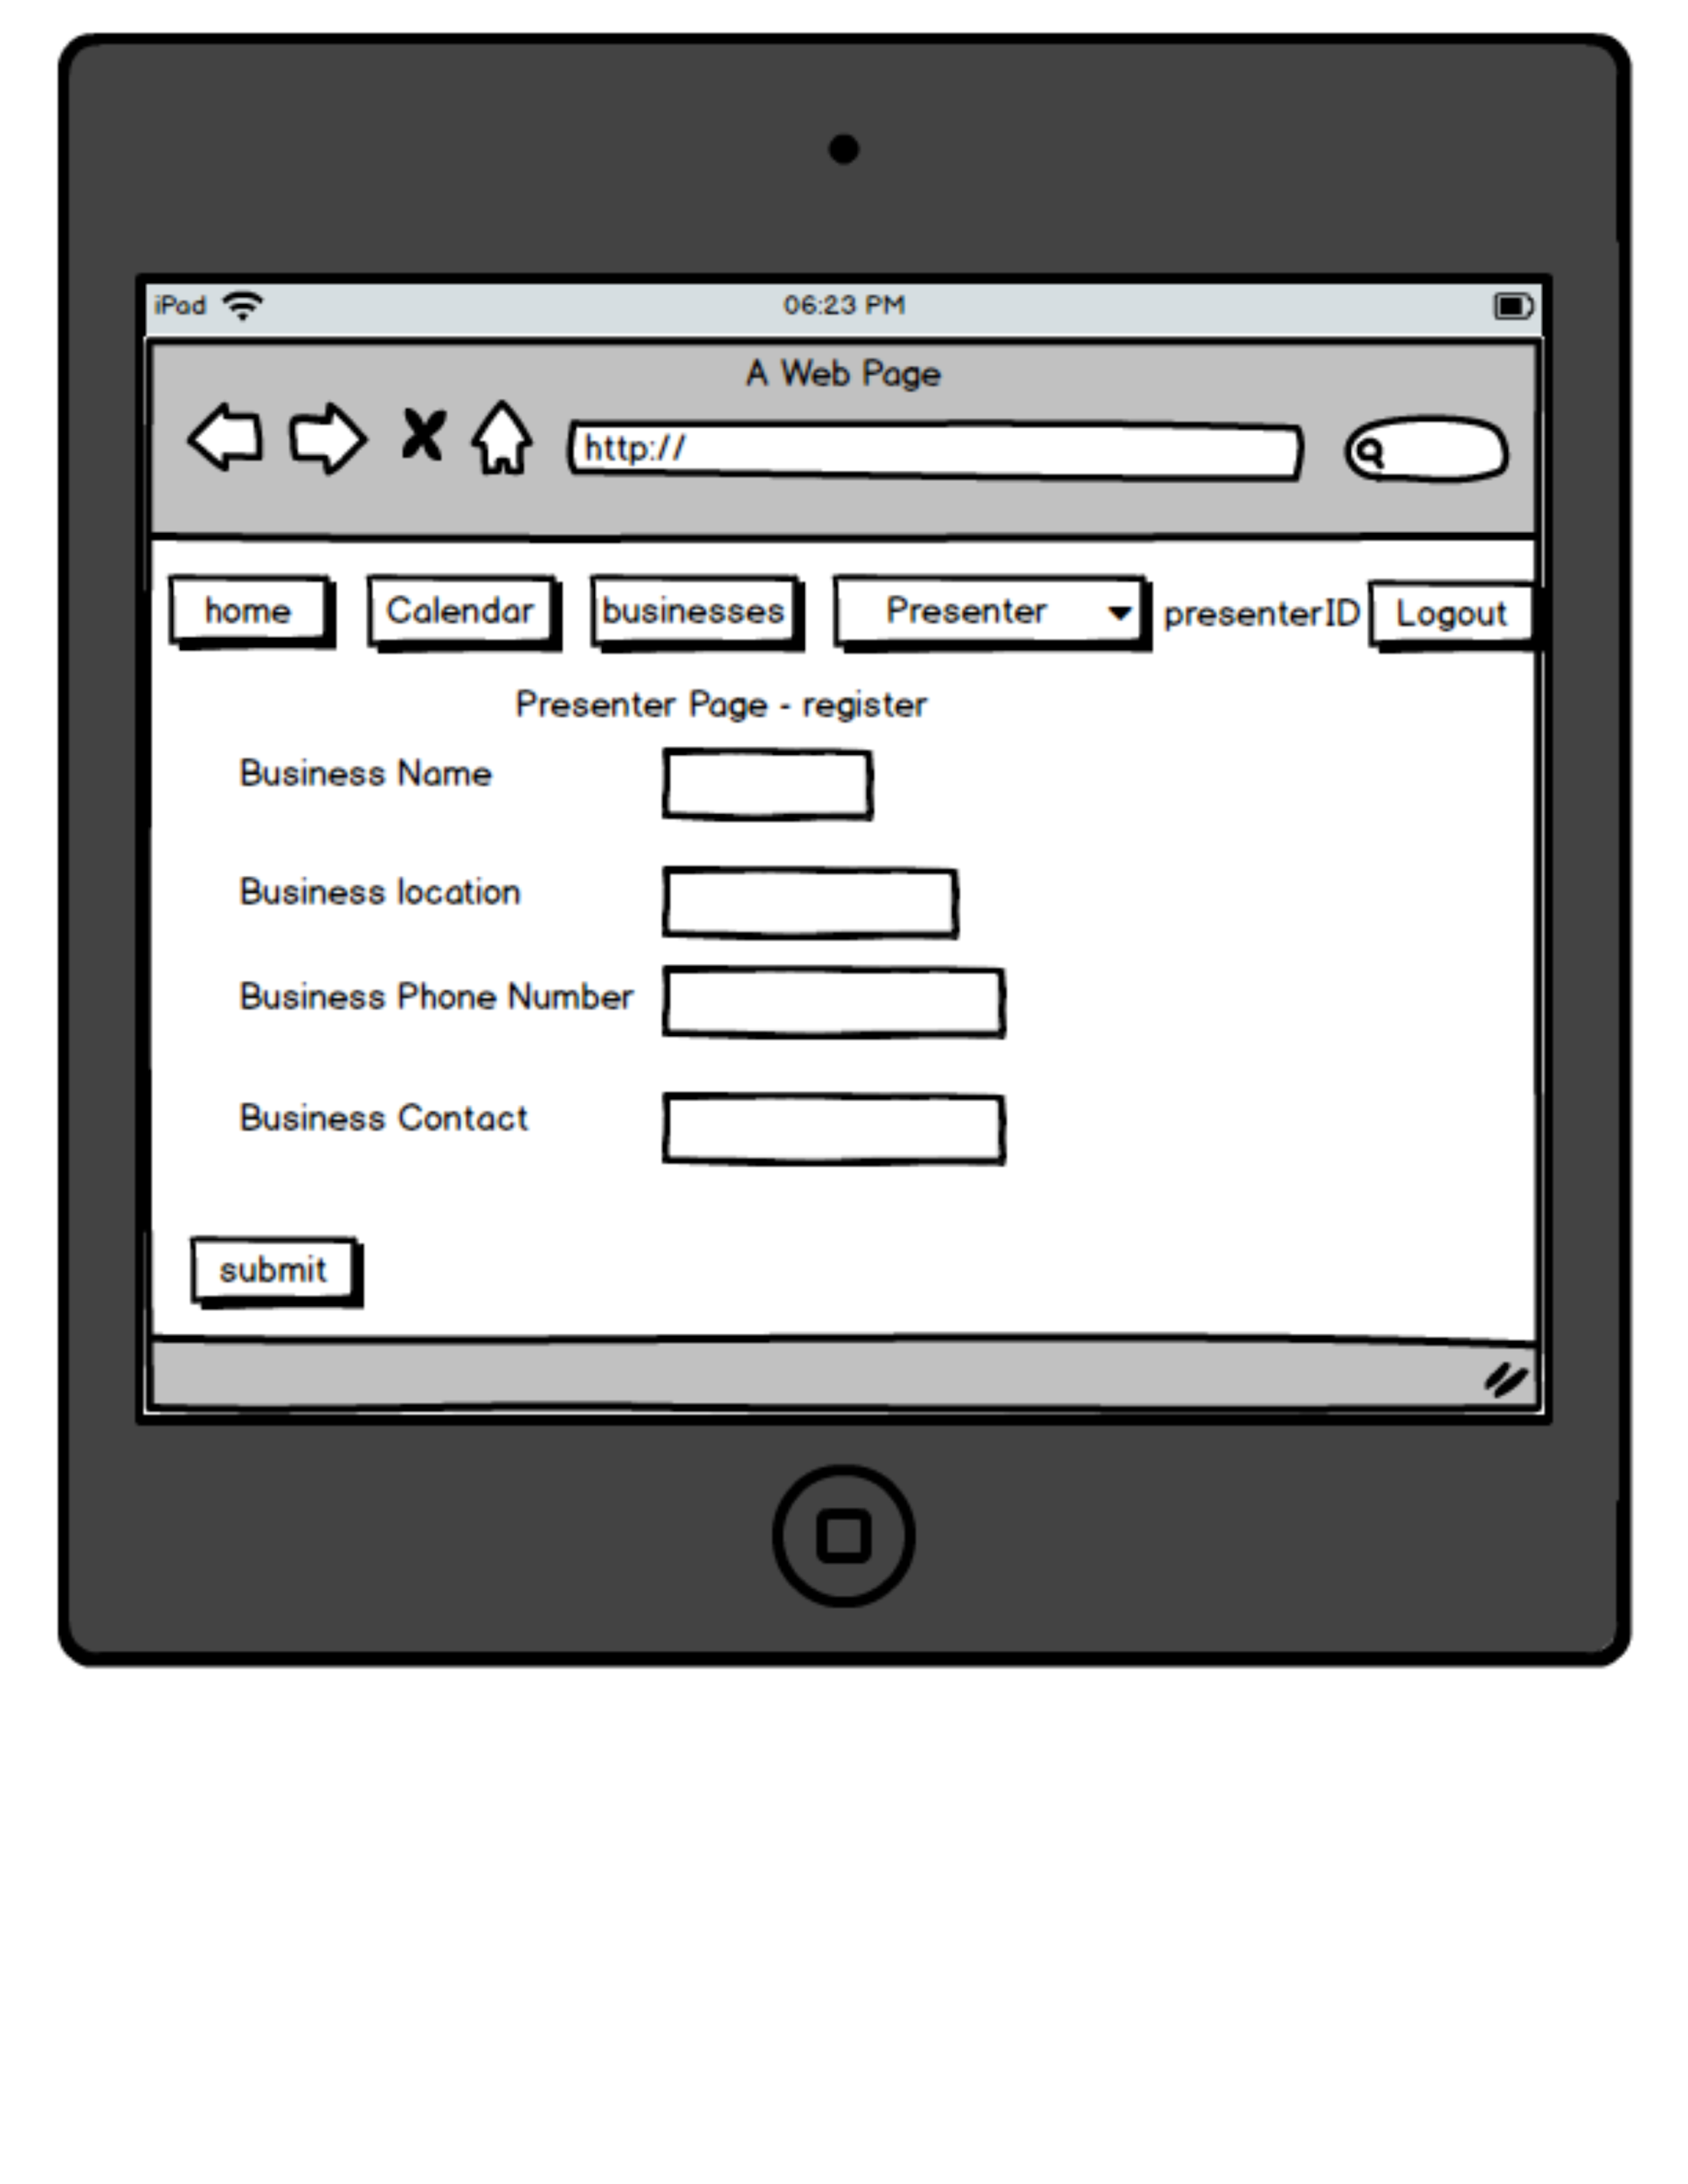 iPad 06:23 PM
A Web Page
http://
home Calendar businesses Presenter presenterID Logout
Presenter Page - register
Business Name
Business location
Business Phone Number
Business Contact
submit